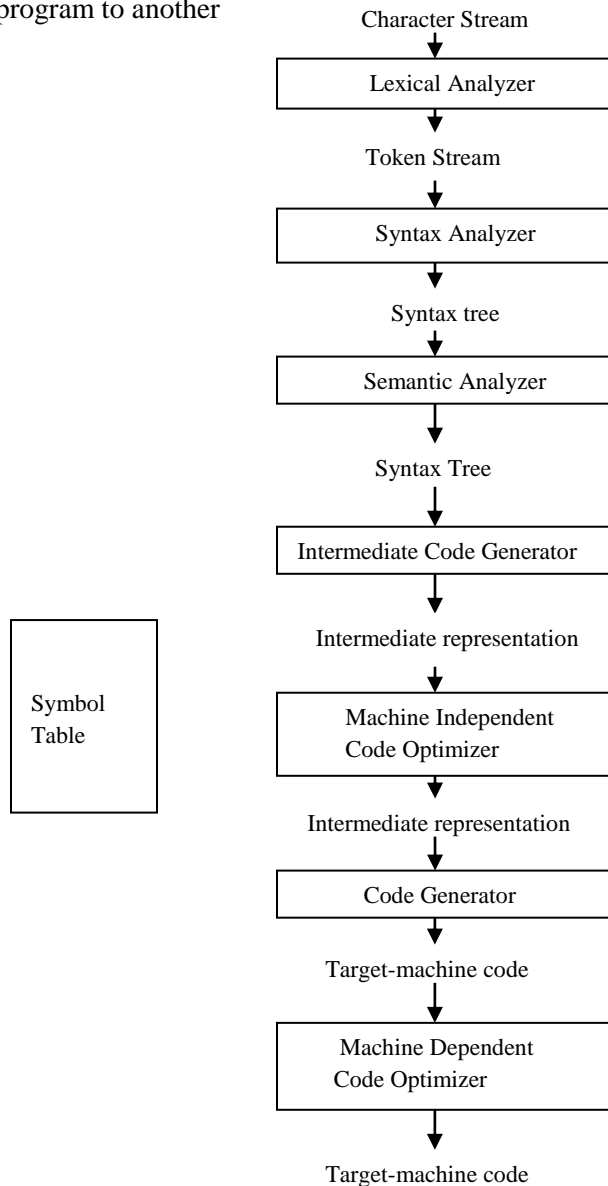 program to another
Character Stream
Lexical Analyzer
Token Stream
Syntax Analyzer
Syntax tree
Semantic Analyzer
Syntax Tree
Intermediate Code Generator
Intermediate representation
Symbol
Table
Machine Independent
Code Optimizer
Intermediate representation
Code Generator
Target-machine code
Machine Dependent
Code Optimizer
Target-machine code